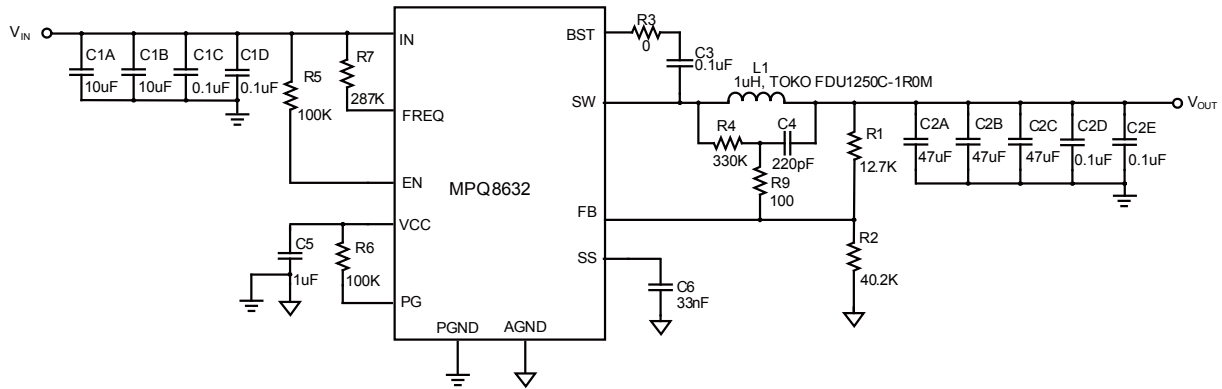 VIN
C1A
10uF
C1B
10uF
C1C
0.1uF
C1D
0.1uF
R5
100K
R7
287K
IN
FREQ
EN
VCC
PG
PGND
AGND
MPQ8632
BST
SW
FB
SS
C5
1uF
R6
100K
R3
0
C3
0.1uF
L1
1uH, TOKO FDU1250C-1R0M
R4
330K
C4
220pF
R9
100
R1
12.7K
R2
40.2K
C6
33nF
C2A
47uF
C2B
47uF
C2C
47uF
C2D
0.1uF
C2E
0.1uF
VOUT